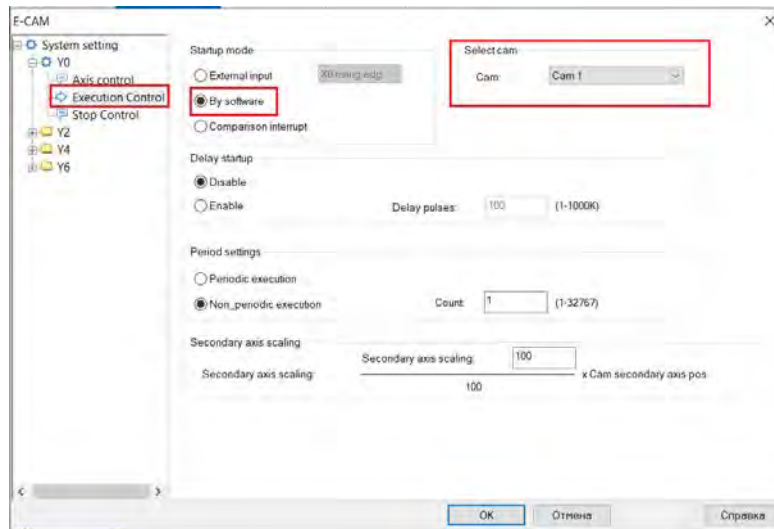 E-CAM
System setting
Y0
Axis control
Execution Control
Stop Control
Y2
Y4
Y6
Startup mode
External input
By software
Comparison interrupt
Select cam
Cam: Cam 1
Delay startup
Disable
Enable Delay pulses: 100 (1-1000K)
Period settings
Periodic execution
Non_periodic execution Count: 1 (1-32767)
Secondary axis scaling
Secondary axis scaling: 100
Secondary axis scaling: x Cam secondary axis pos
100
OK Отмена Справка